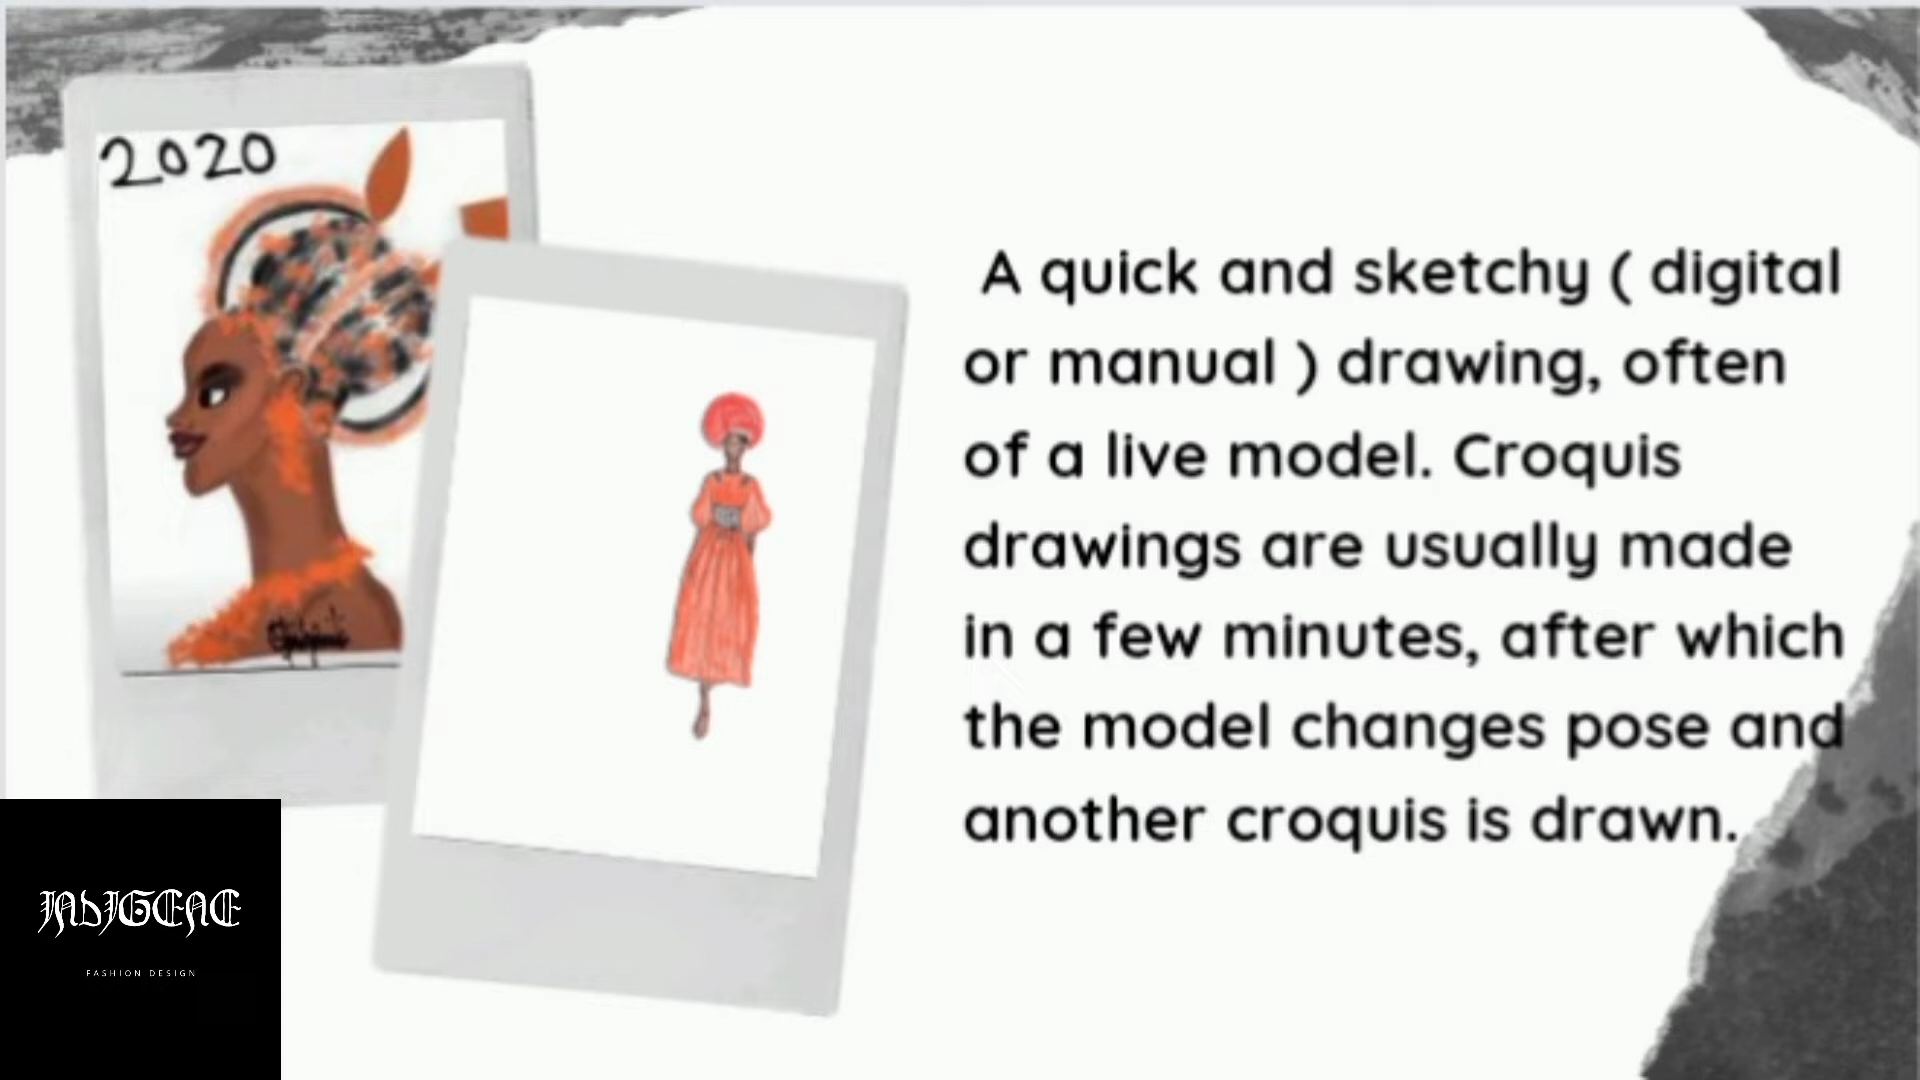 2020
A quick and sketchy ( digital
or manual ) drawing, often
of a live model. Croquis
drawings are usually made
in a few minutes, after which
the model changes pose and
another croquis is drawn.
INDIGENE
FASHION DESIGN